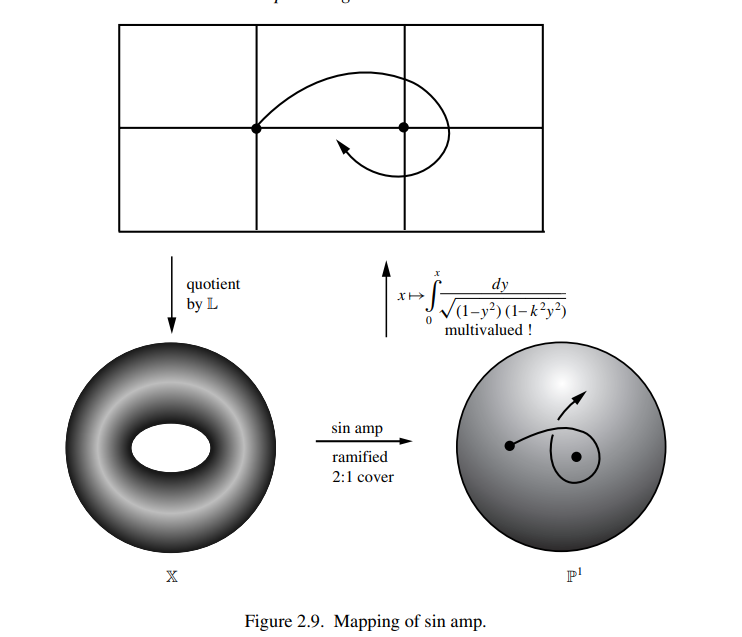 quotient
by 𝕃
x ↦ ∫₀ˣ dy / √(1−y²)(1−k²y²)
multivalued !
sin amp
ramified
2:1 cover
𝕏
ℙ¹
Figure 2.9. Mapping of sin amp.